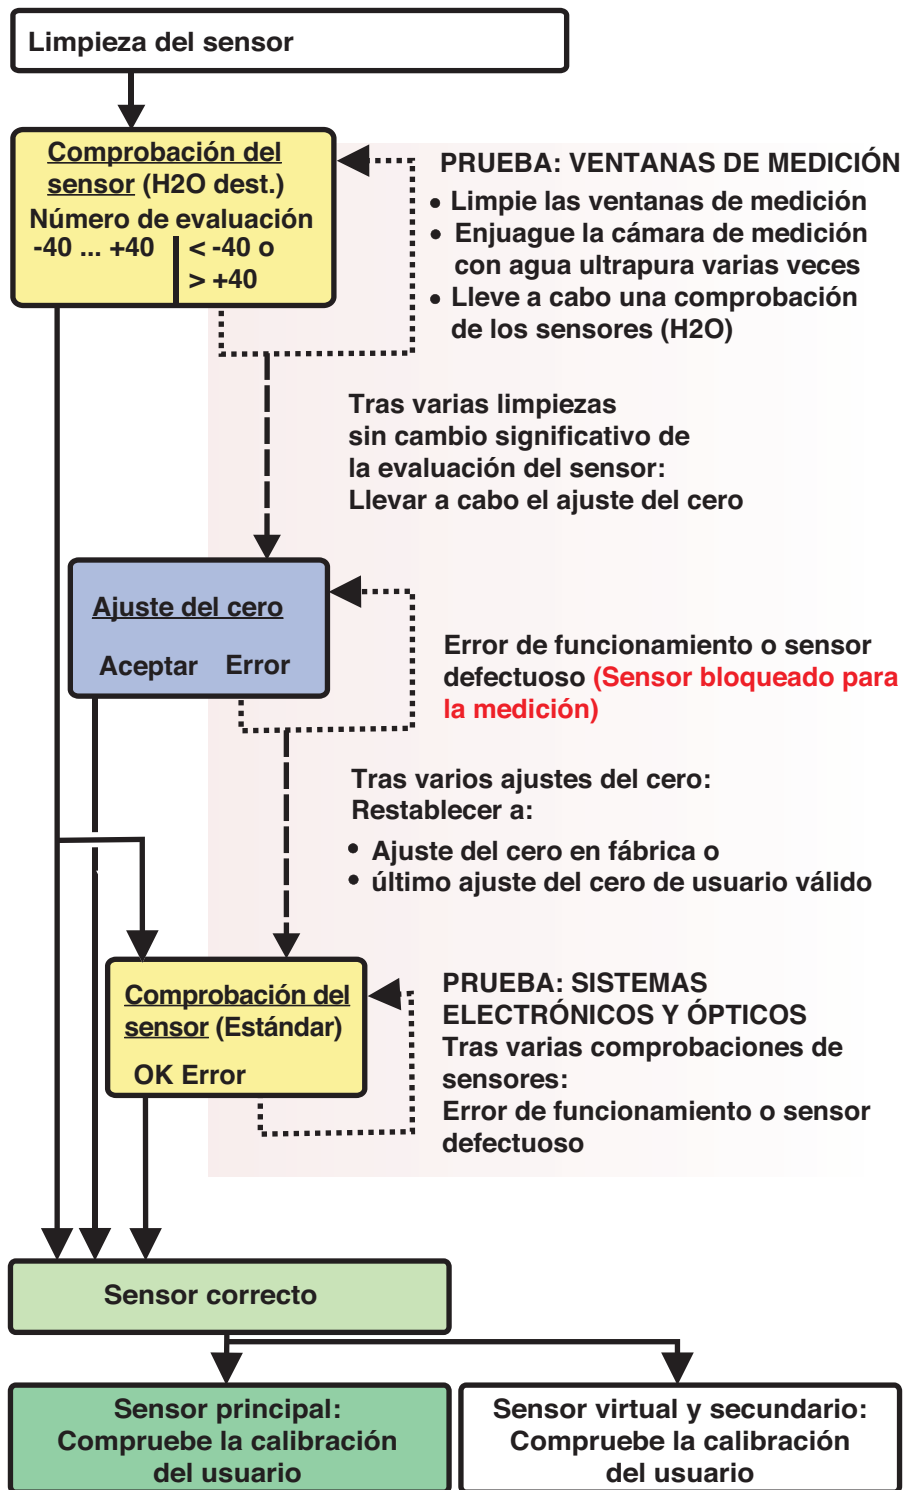 Limpieza del sensor
Comprobación del
sensor (H2O dest.)
Número de evaluación
-40 ... +40
< -40 o
> +40
PRUEBA: VENTANAS DE MEDICIÓN
• Limpie las ventanas de medición
• Enjuague la cámara de medición
con agua ultrapura varias veces
• Lleve a cabo una comprobación
de los sensores (H2O)
Tras varias limpiezas
sin cambio significativo de
la evaluación del sensor:
Llevar a cabo el ajuste del cero
Ajuste del cero
Aceptar Error
Error de funcionamiento o sensor
defectuoso (Sensor bloqueado para
la medición)
Tras varios ajustes del cero:
Restablecer a:
• Ajuste del cero en fábrica o
• último ajuste del cero de usuario válido
Comprobación del
sensor (Estándar)
OK Error
PRUEBA: SISTEMAS
ELECTRÓNICOS Y ÓPTICOS
Tras varias comprobaciones de
sensores:
Error de funcionamiento o sensor
defectuoso
Sensor correcto
Sensor principal:
Compruebe la calibración
del usuario
Sensor virtual y secundario:
Compruebe la calibración
del usuario